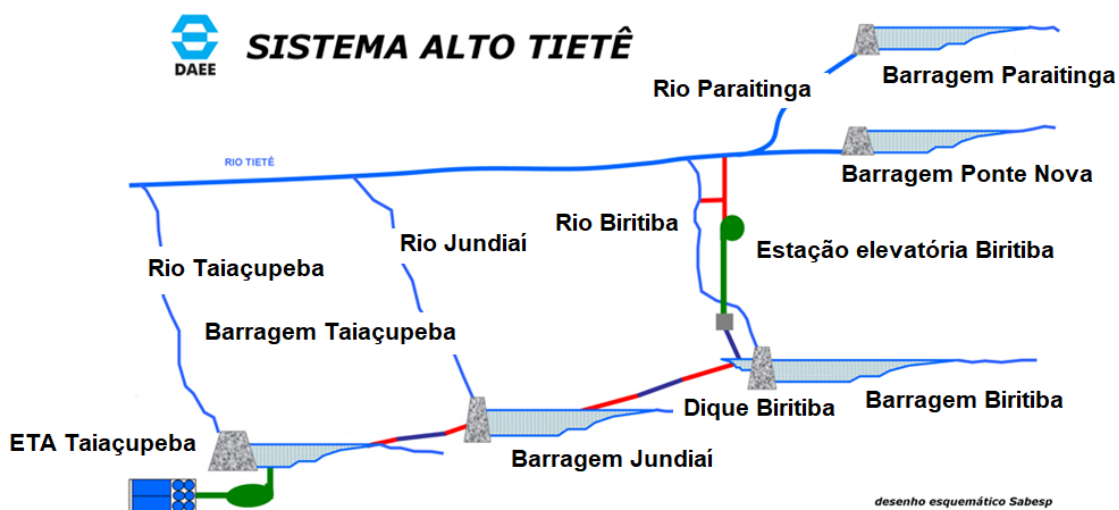 DAEE
SISTEMA ALTO TIETÊ
Rio Paraitinga
Barragem Paraitinga
RIO TIETÊ
Barragem Ponte Nova
Rio Biritiba
Rio Jundiaí
Estação elevatória Biritiba
Rio Taiaçupeba
Barragem Taiaçupeba
Dique Biritiba
Barragem Biritiba
ETA Taiaçupeba
Barragem Jundiaí
desenho esquemático Sabesp